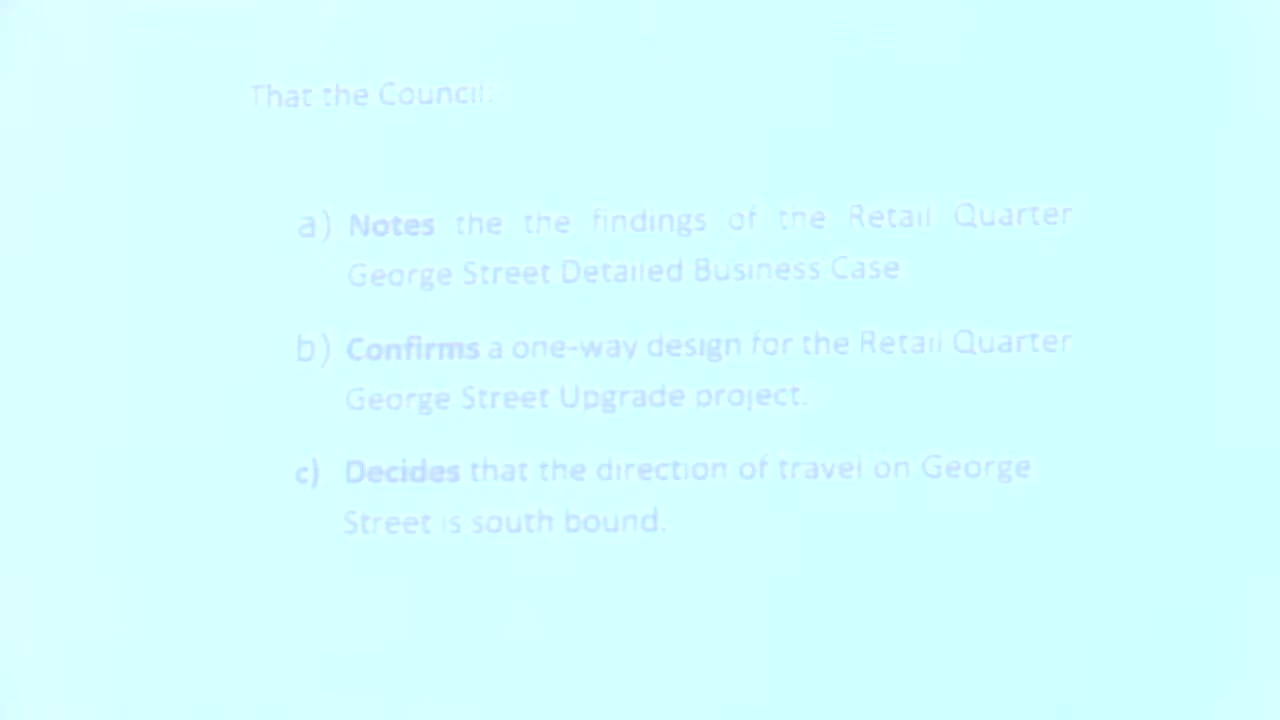 That the Council:
a) Notes the the findings of the Retail Quarter
George Street Detailed Business Case
b) Confirms a one-way design for the Retail Quarter
George Street Upgrade project.
c) Decides that the direction of travel on George
Street is south bound.